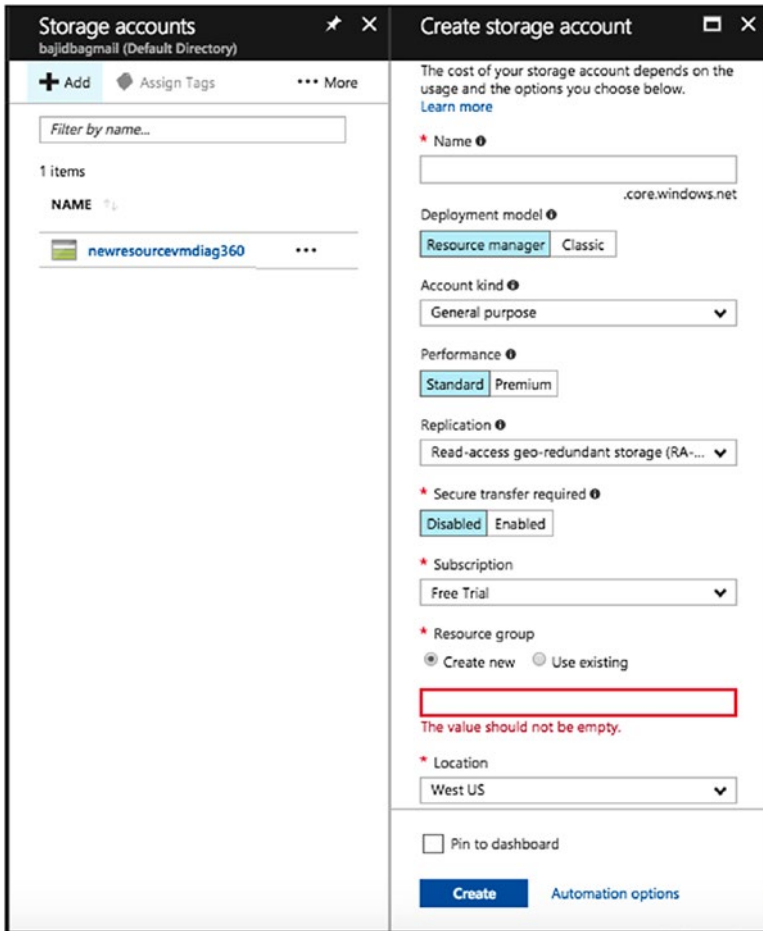 Storage accounts
bajidbagmail (Default Directory)
Add
Assign Tags
••• More
Filter by name...
1 items
NAME
newresourcevmdiag360
•••
Create storage account
The cost of your storage account depends on the
usage and the options you choose below.
Learn more
* Name
.core.windows.net
Deployment model
Resource manager Classic
Account kind
General purpose
Performance
Standard Premium
Replication
Read-access geo-redundant storage (RA-...
* Secure transfer required
Disabled Enabled
* Subscription
Free Trial
* Resource group
Create new Use existing
The value should not be empty.
* Location
West US
Pin to dashboard
Create Automation options